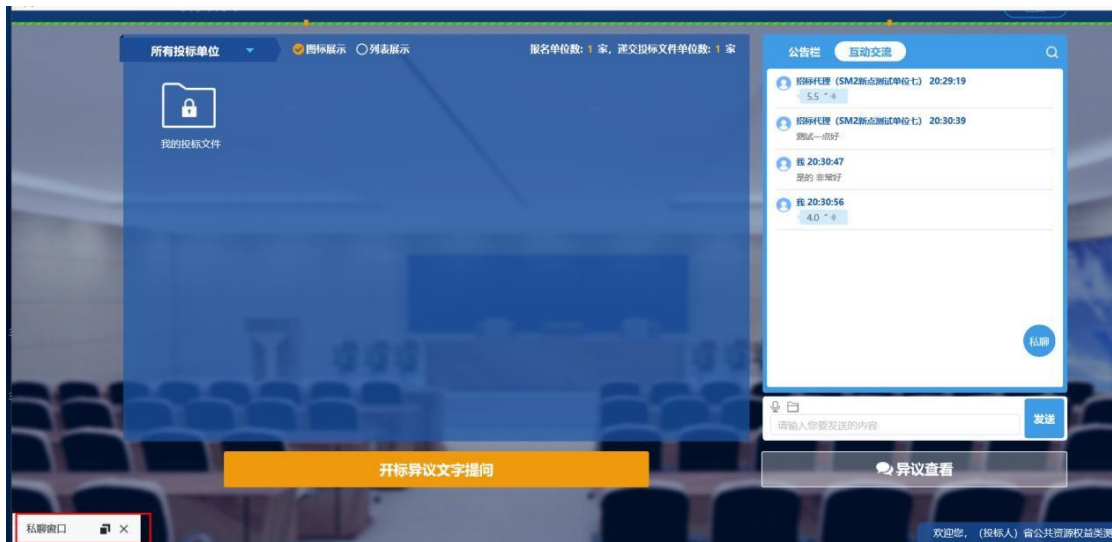 所有投标单位
图标展示 列表展示
报名单位数: 1 家, 递交投标文件单位数: 1 家
我的投标文件
公告栏 互动交流
招标代理 (SM2新点测试单位七) 20:29:19
5.5 "
招标代理 (SM2新点测试单位七) 20:30:39
测试一点好
我 20:30:47
是的 非常好
我 20:30:56
4.0 "
私聊
请输入您要发送的内容
发送
开标异议文字提问
异议查看
私聊窗口
欢迎您, (投标人) 省公共资源权益类